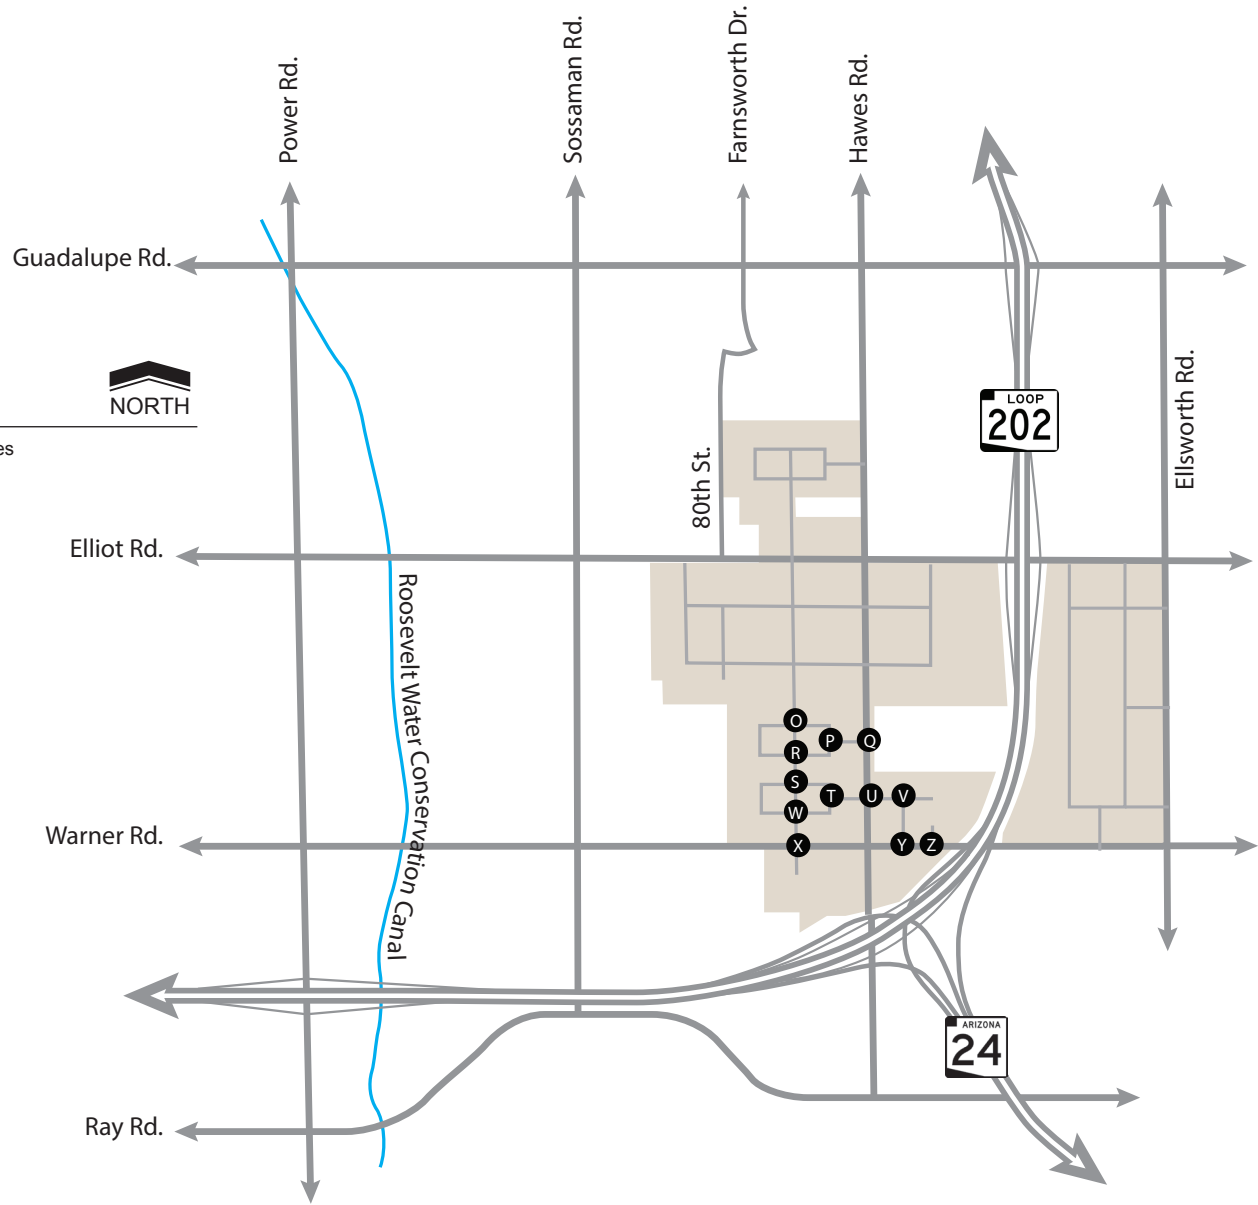 Power Rd.
Sossaman Rd.
Farnsworth Dr.
Hawes Rd.
Guadalupe Rd.
NORTH
es
LOOP
202
Ellsworth Rd.
80th St.
Elliot Rd.
Roosevelt Water Conservation Canal
O
P
Q
R
S
T
U
V
W
Warner Rd.
X
Y
Z
ARIZONA
24
Ray Rd.